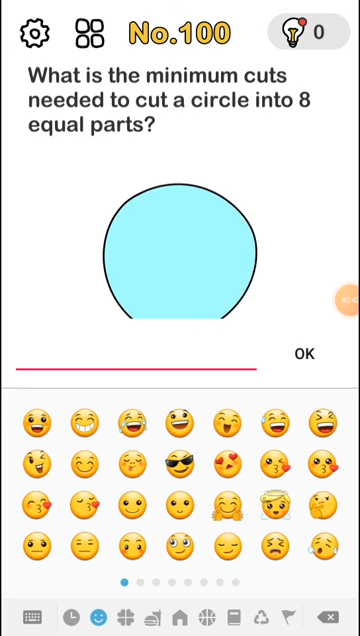 No.100
0
What is the minimum cuts
needed to cut a circle into 8
equal parts?
OK